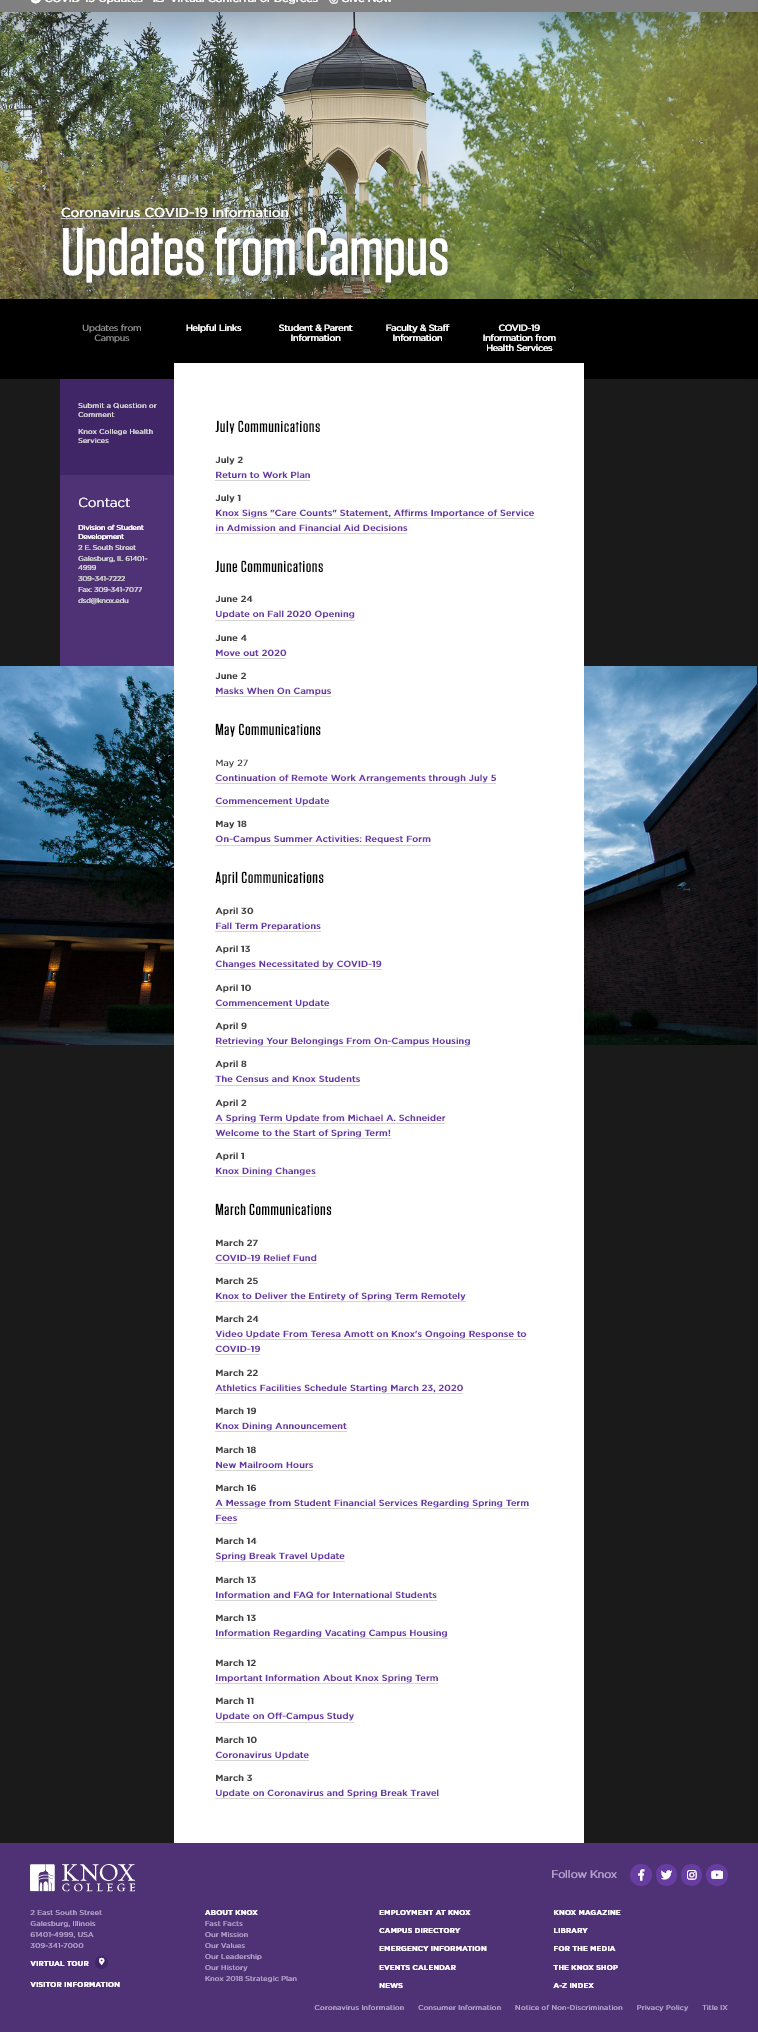 COVID-19 Updates Virtual Conferral of Degrees Give Now
Coronavirus COVID-19 Information
Updates from Campus
Updates from
Campus
Helpful Links
Student & Parent
Information
Faculty & Staff
Information
COVID-19
Information from
Health Services
Submit a Question or
Comment
Knox College Health
Services
Contact
Division of Student
Development
2 E. South Street
Galesburg, IL 61401-
4999
309-341-7222
Fax: 309-341-7077
dsd@knox.edu
July Communications
July 2
Return to Work Plan
July 1
Knox Signs "Care Counts" Statement, Affirms Importance of Service
in Admission and Financial Aid Decisions
June Communications
June 24
Update on Fall 2020 Opening
June 4
Move out 2020
June 2
Masks When On Campus
May Communications
May 27
Continuation of Remote Work Arrangements through July 5
Commencement Update
May 18
On-Campus Summer Activities: Request Form
April Communications
April 30
Fall Term Preparations
April 13
Changes Necessitated by COVID-19
April 10
Commencement Update
April 9
Retrieving Your Belongings From On-Campus Housing
April 8
The Census and Knox Students
April 2
A Spring Term Update from Michael A. Schneider
Welcome to the Start of Spring Term!
April 1
Knox Dining Changes
March Communications
March 27
COVID-19 Relief Fund
March 25
Knox to Deliver the Entirety of Spring Term Remotely
March 24
Video Update From Teresa Amott on Knox's Ongoing Response to
COVID-19
March 22
Athletics Facilities Schedule Starting March 23, 2020
March 19
Knox Dining Announcement
March 18
New Mailroom Hours
March 16
A Message from Student Financial Services Regarding Spring Term
Fees
March 14
Spring Break Travel Update
March 13
Information and FAQ for International Students
March 13
Information Regarding Vacating Campus Housing
March 12
Important Information About Knox Spring Term
March 11
Update on Off-Campus Study
March 10
Coronavirus Update
March 3
Update on Coronavirus and Spring Break Travel
KNOX
COLLEGE
Follow Knox
2 East South Street
Galesburg, Illinois
61401-4999, USA
309-341-7000
VIRTUAL TOUR
VISITOR INFORMATION
ABOUT KNOX
Fast Facts
Our Mission
Our Values
Our Leadership
Our History
Knox 2018 Strategic Plan
EMPLOYMENT AT KNOX
CAMPUS DIRECTORY
EMERGENCY INFORMATION
EVENTS CALENDAR
NEWS
KNOX MAGAZINE
LIBRARY
FOR THE MEDIA
THE KNOX SHOP
A-Z INDEX
Coronavirus Information Consumer Information Notice of Non-Discrimination Privacy Policy Title IX